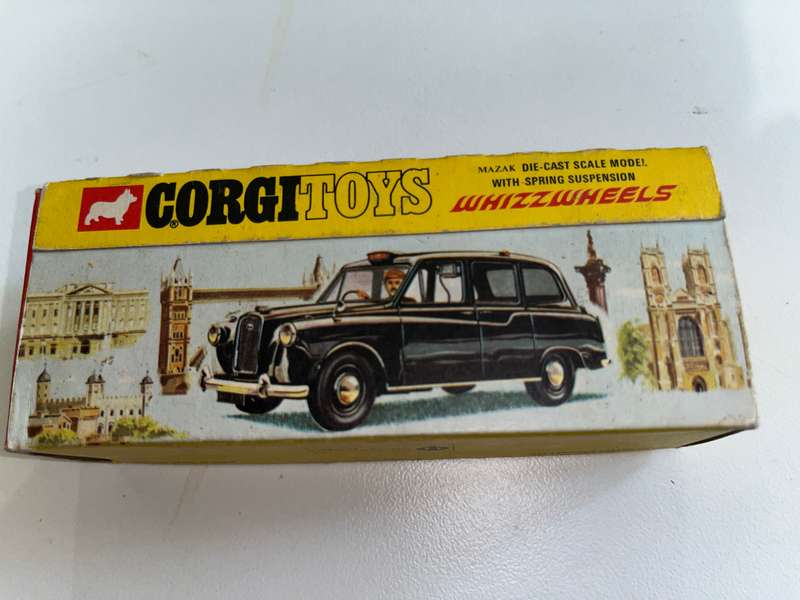 ® CORGI TOYS
MAZAK DIE-CAST SCALE MODEL
WITH SPRING SUSPENSION
WHIZZWHEELS